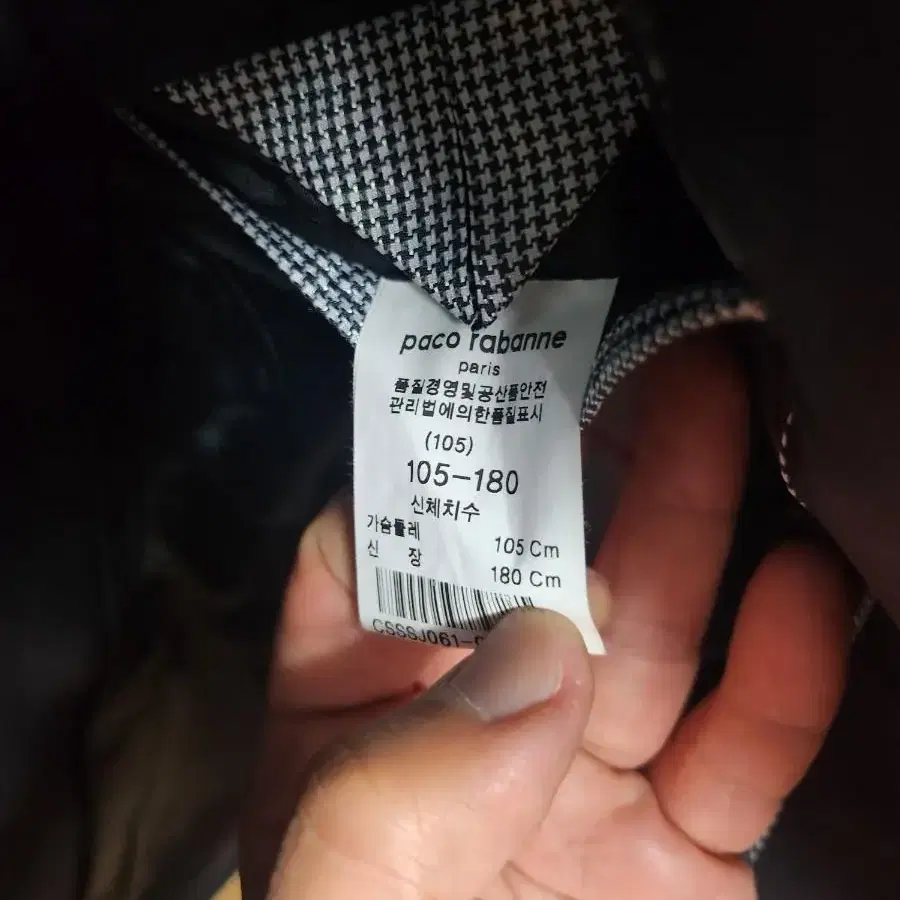 paco rabanne
paris
품질경영및공산품안전
관리법에의한품질표시
(105)
105-180
신체치수
가슴둘레 105 Cm
신 장 180 Cm
CSSSJ061-